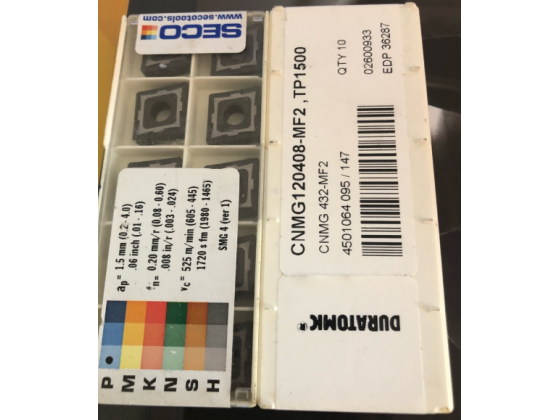 SECO
www.secotools.com
ap = 1.5 mm (0.2-4.0)
.06 inch (.01 - .16)
fn= 0.20 mm/r (0.08 - 0.60)
.008 in/r (.003-.024)
vc = 525 m/min (605 - 445)
1720 s fm (1980 - 1465)
SMG 4 (ver 1)
P
M
K
N
S
H
CNMG120408-MF2 ,TP1500
CNMG 432-MF2
4501064 095 / 147
QTY 10
02600933
EDP 36287
DURATOMIC®